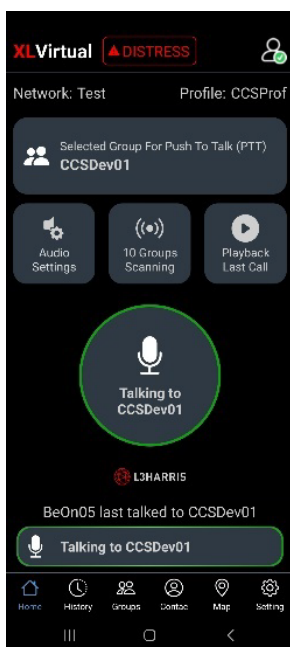 XLVirtual DISTRESS
Network: Test Profile: CCSProf
Selected Group For Push To Talk (PTT)
CCSDev01
Audio
Settings
10 Groups
Scanning
Playback
Last Call
Talking to
CCSDev01
L3HARRIS
BeOn05 last talked to CCSDev01
Talking to CCSDev01
Home History Groups Contac Map Setting